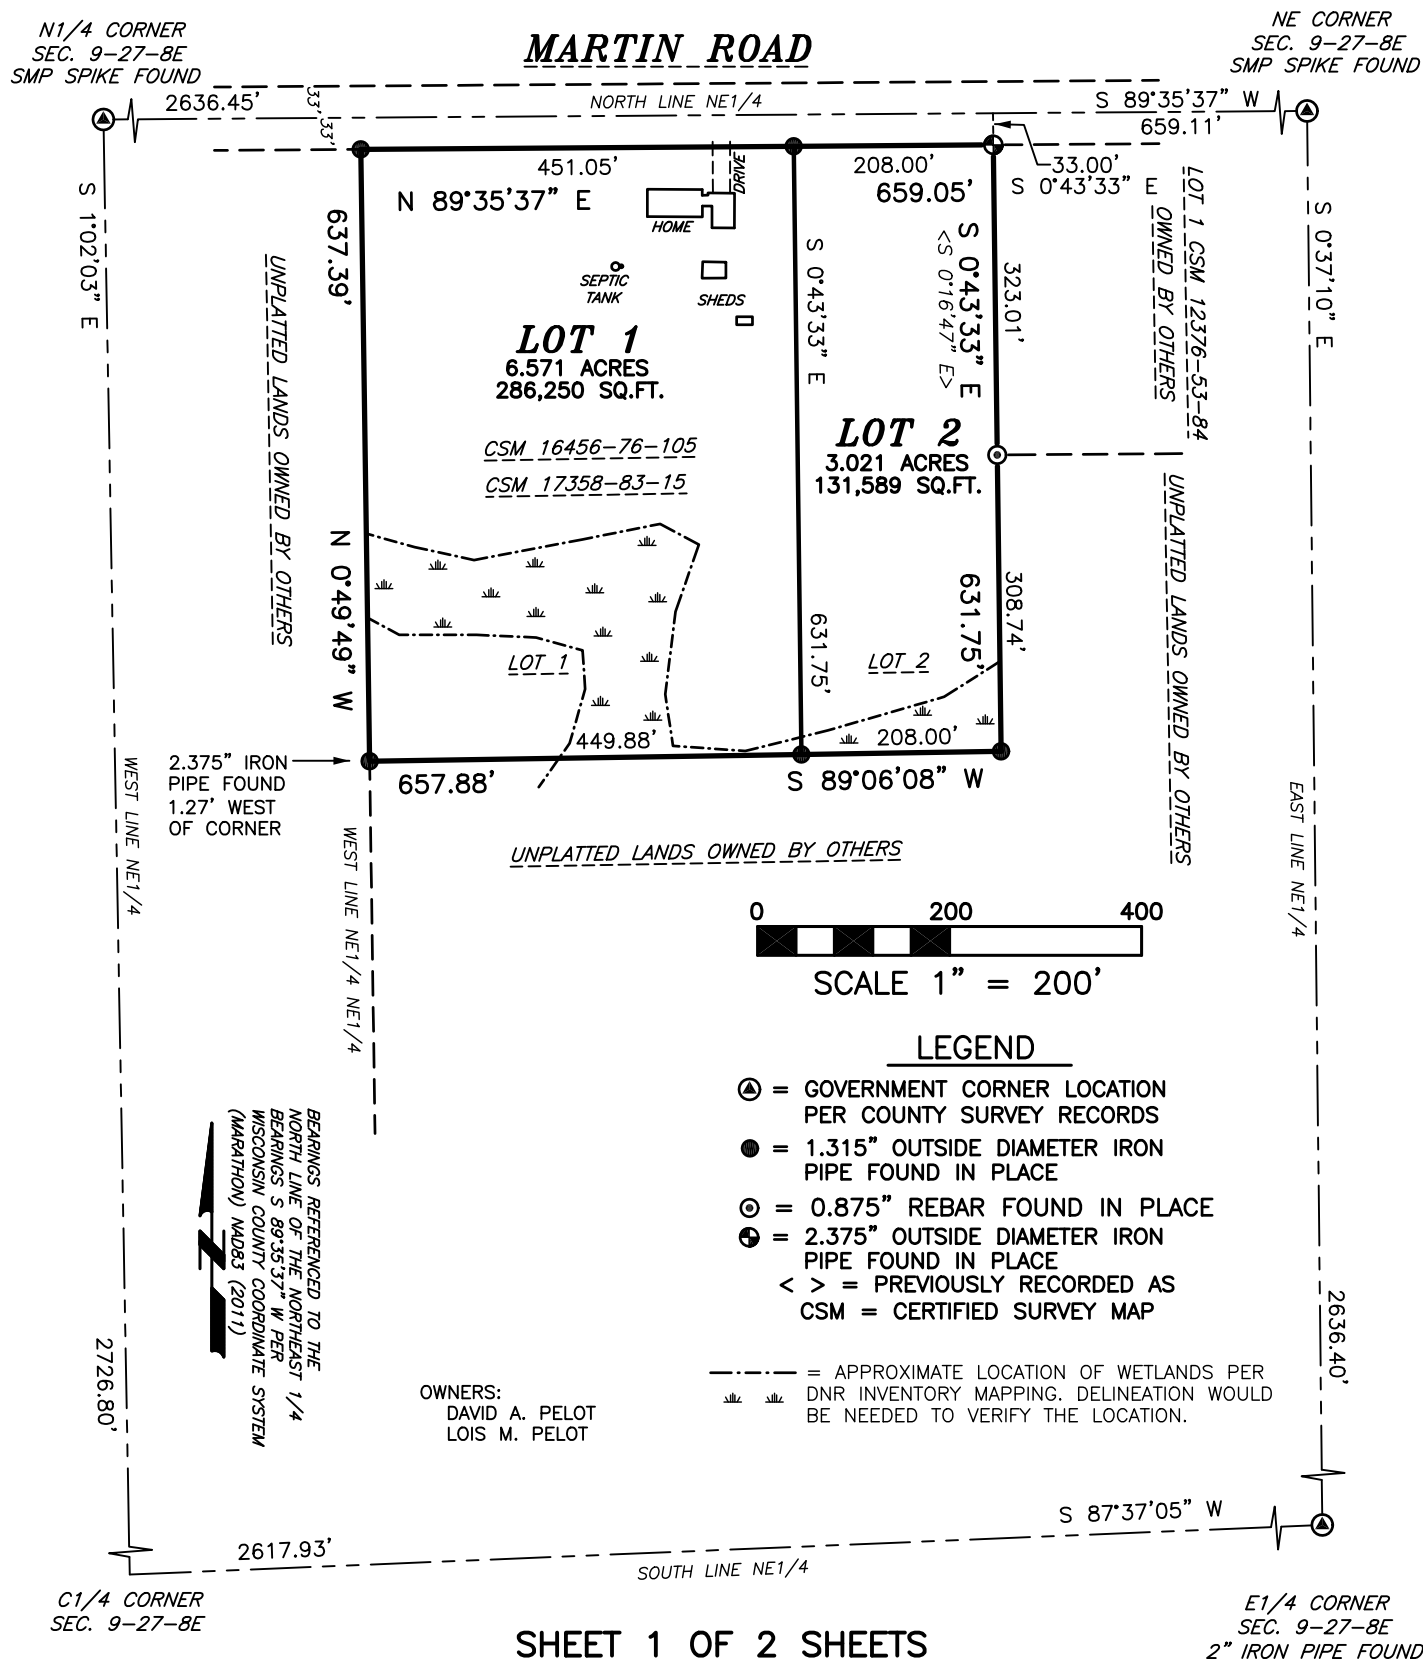 N1/4 CORNER
SEC. 9-27-8E
SMP SPIKE FOUND
MARTIN ROAD
NE CORNER
SEC. 9-27-8E
SMP SPIKE FOUND
2636.45'
33'
33'
NORTH LINE NE1/4
S 89°35'37" W
659.11'
451.05'
N 89°35'37" E
DRIVE
208.00'
659.05'
33.00'
S 0°43'33" E
HOME
SEPTIC
TANK
SHEDS
S 1°02'03" E
637.39'
UNPLATTED LANDS OWNED BY OTHERS
LOT 1
6.571 ACRES
286,250 SQ.FT.
CSM 16456-76-105
CSM 17358-83-15
S 0°43'33" E
S 0°43'33" E
<S 0°16'47" E>
323.01'
LOT 1 CSM 12376-53-84
OWNED BY OTHERS
S 0°37'10" E
LOT 2
3.021 ACRES
131,589 SQ.FT.
N 0°49'49" W
LOT 1
631.75'
LOT 2
631.75'
308.74'
UNPLATTED LANDS OWNED BY OTHERS
449.88'
208.00'
657.88'
S 89°06'08" W
2.375" IRON
PIPE FOUND
1.27' WEST
OF CORNER
WEST LINE NE1/4
WEST LINE NE1/4 NE1/4
UNPLATTED LANDS OWNED BY OTHERS
EAST LINE NE1/4
0 200 400
SCALE 1" = 200'
LEGEND
= GOVERNMENT CORNER LOCATION
PER COUNTY SURVEY RECORDS
= 1.315" OUTSIDE DIAMETER IRON
PIPE FOUND IN PLACE
= 0.875" REBAR FOUND IN PLACE
= 2.375" OUTSIDE DIAMETER IRON
PIPE FOUND IN PLACE
< > = PREVIOUSLY RECORDED AS
CSM = CERTIFIED SURVEY MAP
= APPROXIMATE LOCATION OF WETLANDS PER
DNR INVENTORY MAPPING. DELINEATION WOULD
BE NEEDED TO VERIFY THE LOCATION.
BEARINGS REFERENCED TO THE
NORTH LINE OF THE NORTHEAST 1/4
BEARINGS S 89°35'37" W PER
WISCONSIN COUNTY COORDINATE SYSTEM
(MARATHON) NAD83 (2011)
N
OWNERS:
DAVID A. PELOT
LOIS M. PELOT
2726.80'
2636.40'
2617.93'
SOUTH LINE NE1/4
S 87°37'05" W
C1/4 CORNER
SEC. 9-27-8E
E1/4 CORNER
SEC. 9-27-8E
2" IRON PIPE FOUND
SHEET 1 OF 2 SHEETS